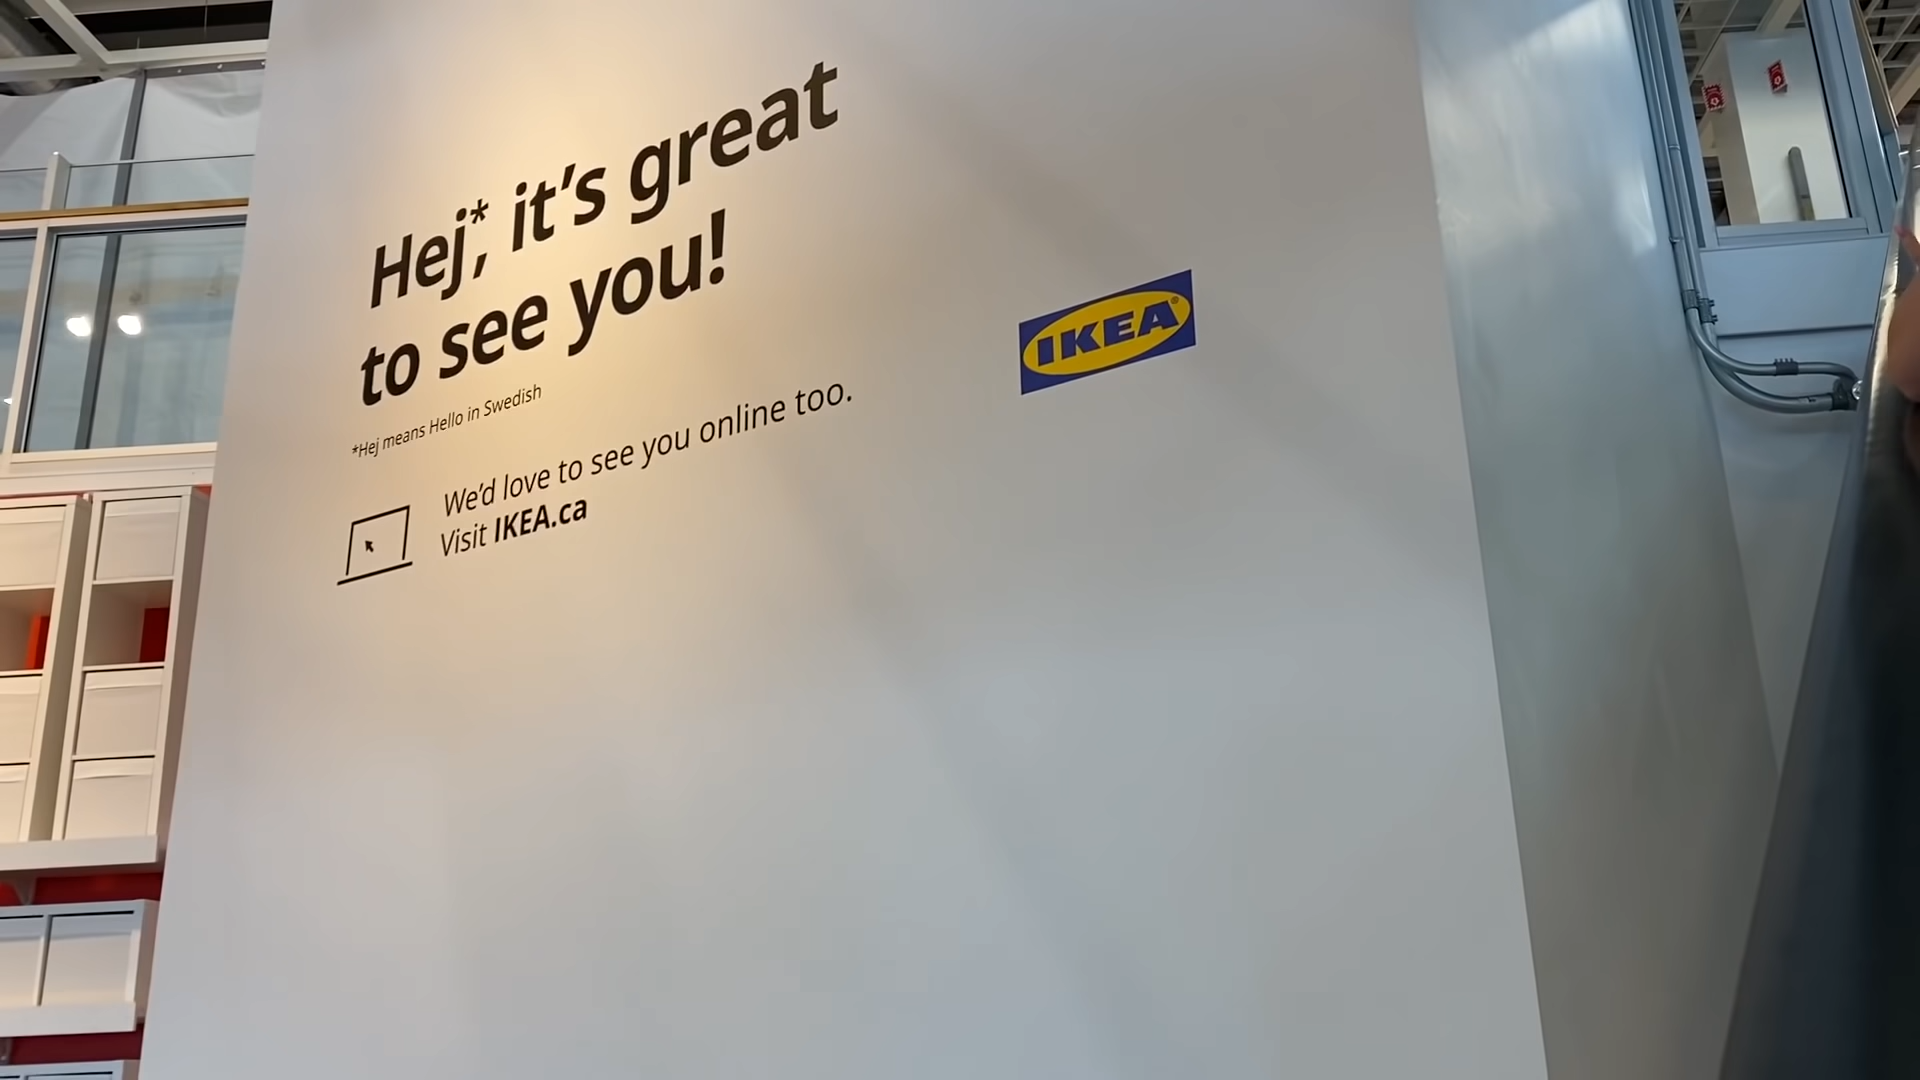 Hej*, it's great
to see you!
*Hej means Hello in Swedish
We'd love to see you online too.
Visit IKEA.ca
IKEA®